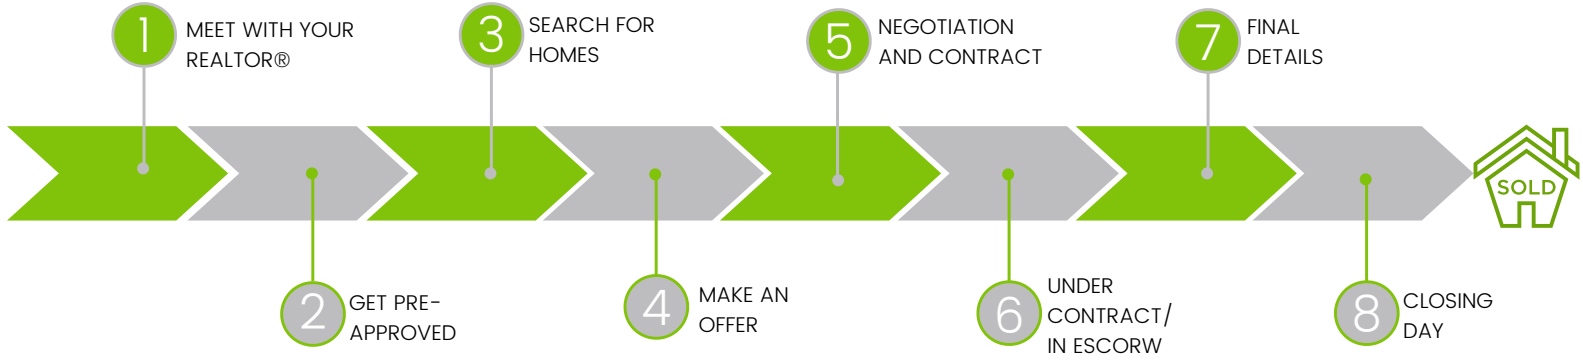 1
MEET WITH YOUR
REALTOR®
2
GET PRE-
APPROVED
3
SEARCH FOR
HOMES
4
MAKE AN
OFFER
5
NEGOTIATION
AND CONTRACT
6
UNDER
CONTRACT/
IN ESCORW
7
FINAL
DETAILS
8
CLOSING
DAY
SOLD